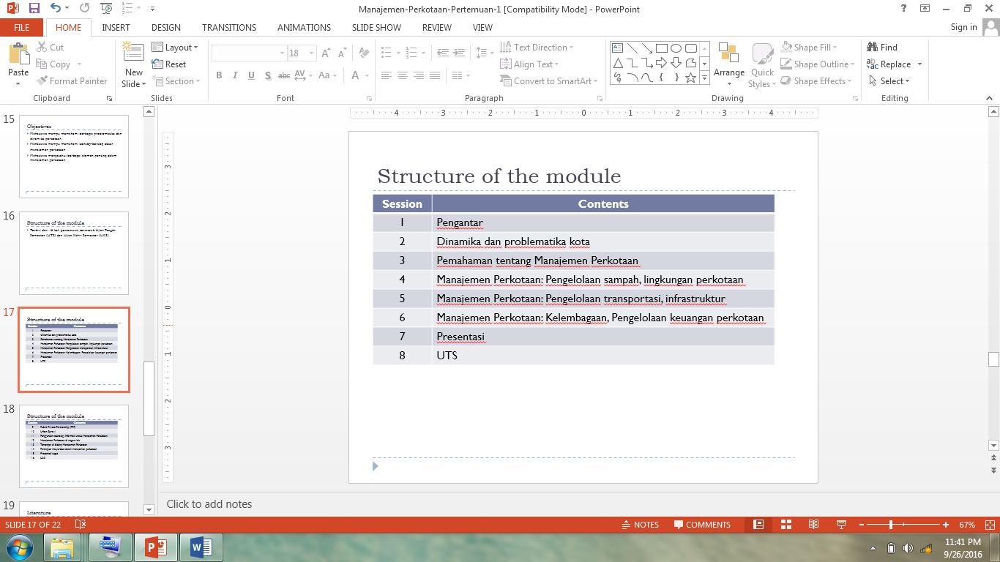 Manajemen-Perkotaan-Pertemuan-1 [Compatibility Mode] - PowerPoint
FILE HOME INSERT DESIGN TRANSITIONS ANIMATIONS SLIDE SHOW REVIEW VIEW Sign in
Paste
Cut
Copy
Format Painter
Clipboard
New Slide
Layout
Reset
Section
Slides
18
B I U S abc AV Aa A
Font
Text Direction
Align Text
Convert to SmartArt
Paragraph
Arrange
Quick Styles
Shape Fill
Shape Outline
Shape Effects
Drawing
Find
Replace
Select
Editing
15
Objectives
Mahasiswa mampu memahami berbagai problematika dan
dinamika perkotaan
Mahasiswa mampu memahami konsep-konsep dasar
manajemen perkotaan
Mahasiswa mengetahui berbagai elemen penting dalam
manajemen perkotaan
16
Structure of the module
Terdiri dari 16 kali pertemuan, termasuk Ujian Tengah
Semester (UTS) dan Ujian Akhir Semester (UAS)
17
Structure of the module
18
Structure of the module
19
Literature
4 3 2 1 0 1 2 3 4
3
2
1
0
1
2
3
Structure of the module
Session Contents
1 Pengantar
2 Dinamika dan problematika kota
3 Pemahaman tentang Manajemen Perkotaan
4 Manajemen Perkotaan: Pengelolaan sampah, lingkungan perkotaan
5 Manajemen Perkotaan: Pengelolaan transportasi, infrastruktur
6 Manajemen Perkotaan: Kelembagaan, Pengelolaan keuangan perkotaan
7 Presentasi
8 UTS
Click to add notes
SLIDE 17 OF 22 NOTES COMMENTS 67%
11:41 PM
9/26/2016